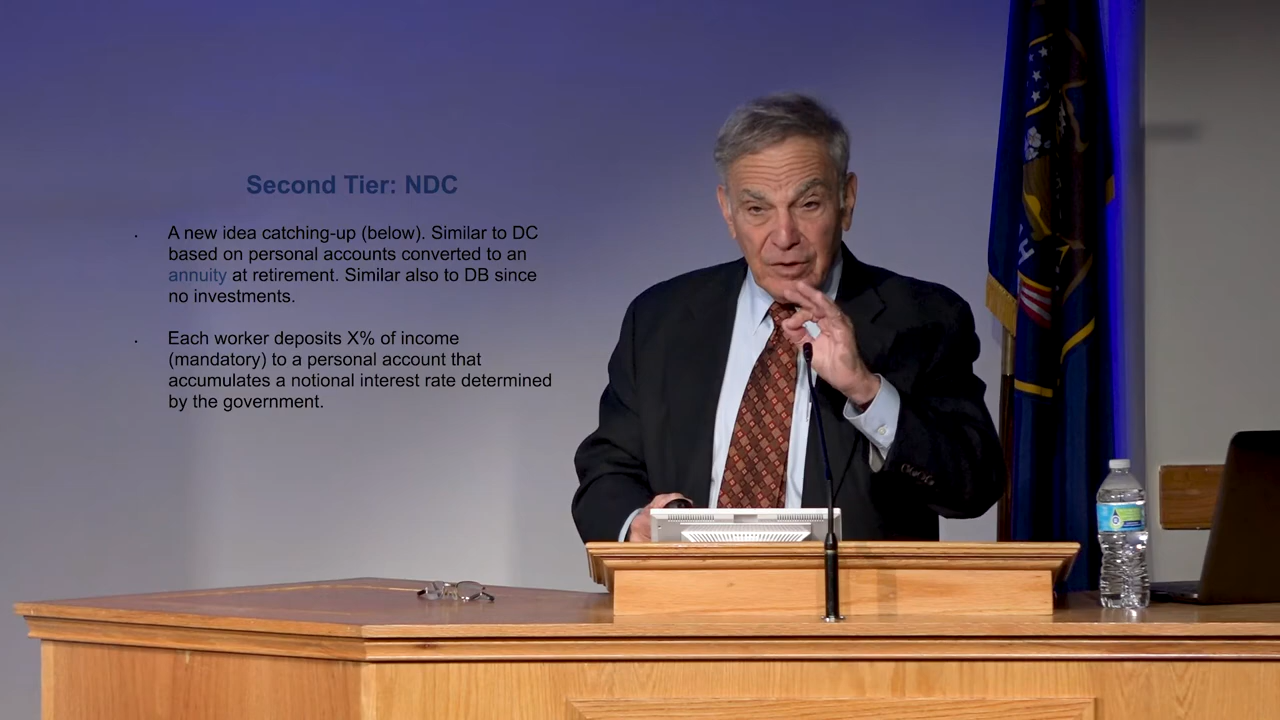 Second Tier: NDC
A new idea catching-up (below). Similar to DC
based on personal accounts converted to an
annuity at retirement. Similar also to DB since
no investments.
Each worker deposits X% of income
(mandatory) to a personal account that
accumulates a notional interest rate determined
by the government.